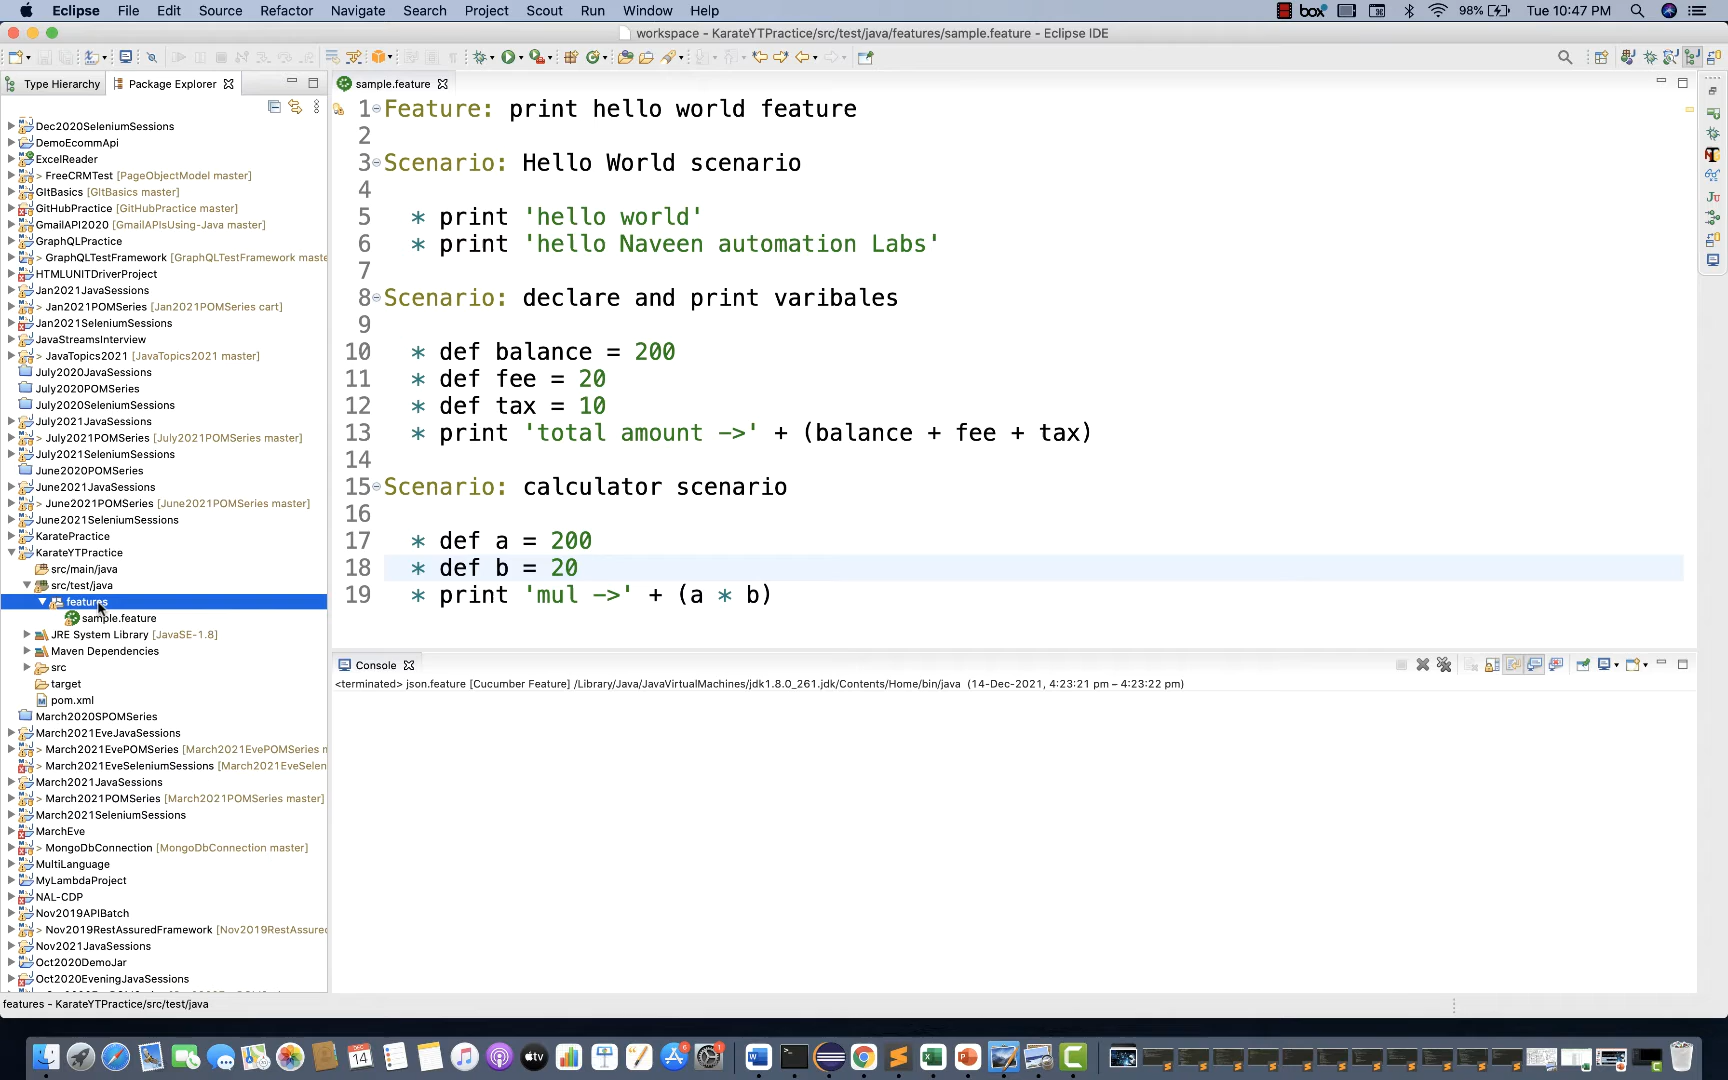 Eclipse File Edit Source Refactor Navigate Search Project Scout Run Window Help box 98% Tue 10:47 PM
workspace - KarateYTPractice/src/test/java/features/sample.feature - Eclipse IDE
Type Hierarchy Package Explorer
sample.feature
Dec2020SeleniumSessions
DemoEcommApi
ExcelReader
> FreeCRMTest [PageObjectModel master]
GItBasics [GItBasics master]
GitHubPractice [GitHubPractice master]
GmailAPI2020 [GmailAPIsUsing-Java master]
GraphQLPractice
> GraphQLTestFramework [GraphQLTestFramework maste
HTMLUNITDriverProject
Jan2021JavaSessions
> Jan2021POMSeries [Jan2021POMSeries cart]
Jan2021SeleniumSessions
JavaStreamsInterview
> JavaTopics2021 [JavaTopics2021 master]
July2020JavaSessions
July2020POMSeries
July2020SeleniumSessions
July2021JavaSessions
> July2021POMSeries [July2021POMSeries master]
July2021SeleniumSessions
June2020POMSeries
June2021JavaSessions
> June2021POMSeries [June2021POMSeries master]
June2021SeleniumSessions
KaratePractice
KarateYTPractice
src/main/java
src/test/java
features
sample.feature
JRE System Library [JavaSE-1.8]
Maven Dependencies
src
target
pom.xml
March2020SPOMSeries
March2021EveJavaSessions
> March2021EvePOMSeries [March2021EvePOMSeries r
> March2021EveSeleniumSessions [March2021EveSelen
March2021JavaSessions
> March2021POMSeries [March2021POMSeries master]
March2021SeleniumSessions
MarchEve
> MongoDbConnection [MongoDbConnection master]
MultiLanguage
MyLambdaProject
NAL-CDP
Nov2019APIBatch
> Nov2019RestAssuredFramework [Nov2019RestAssured
Nov2021JavaSessions
Oct2020DemoJar
Oct2020EveningJavaSessions
1 Feature: print hello world feature
2
3 Scenario: Hello World scenario
4
5 * print 'hello world'
6 * print 'hello Naveen automation Labs'
7
8 Scenario: declare and print varibales
9
10 * def balance = 200
11 * def fee = 20
12 * def tax = 10
13 * print 'total amount ->' + (balance + fee + tax)
14
15 Scenario: calculator scenario
16
17 * def a = 200
18 * def b = 20
19 * print 'mul ->' + (a * b)
Console
<terminated> json.feature [Cucumber Feature] /Library/Java/JavaVirtualMachines/jdk1.8.0_261.jdk/Contents/Home/bin/java (14-Dec-2021, 4:23:21 pm – 4:23:22 pm)
features - KarateYTPractice/src/test/java